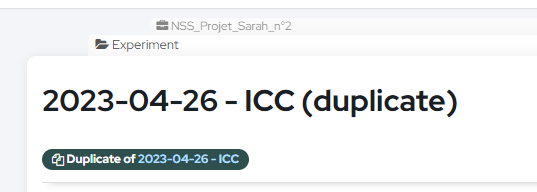 NSS_Projet_Sarah_n°2
Experiment
2023-04-26 - ICC (duplicate)
Duplicate of 2023-04-26 - ICC